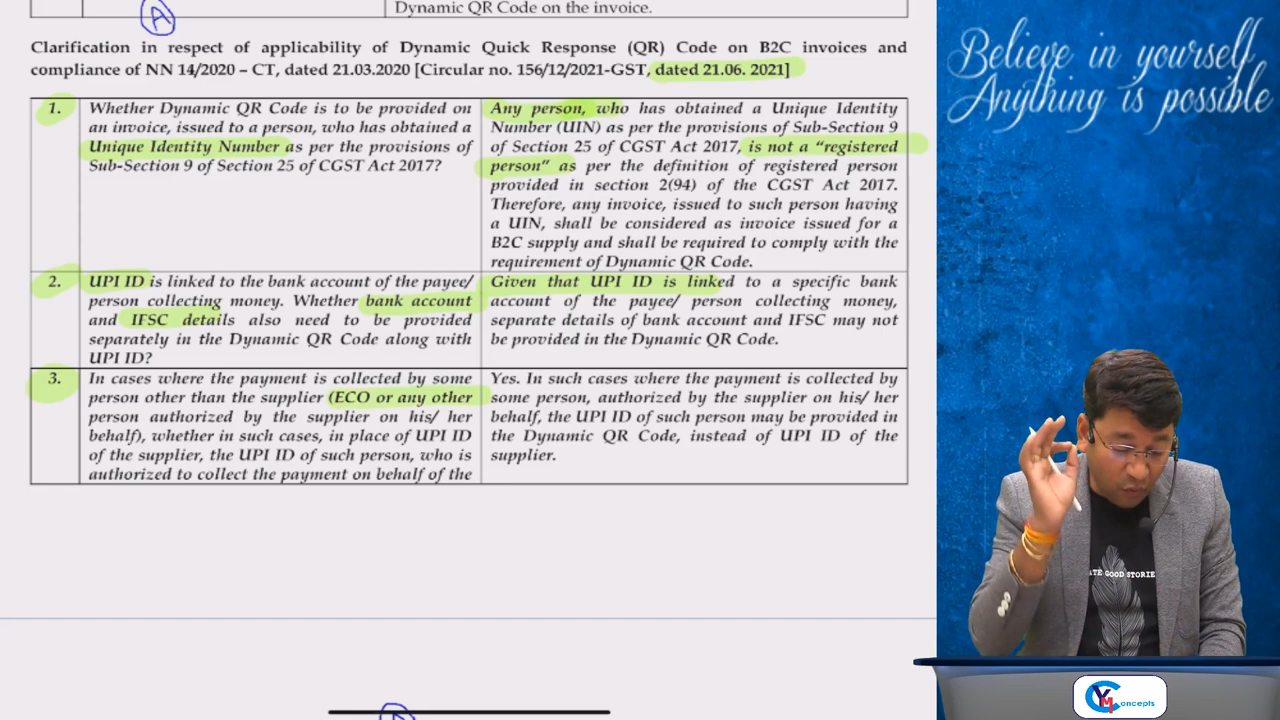 Dynamic QR Code on the invoice.
A
Clarification in respect of applicability of Dynamic Quick Response (QR) Code on B2C invoices and
compliance of NN 14/2020 – CT, dated 21.03.2020 [Circular no. 156/12/2021-GST, dated 21.06. 2021]
1.
Whether Dynamic QR Code is to be provided on
an invoice, issued to a person, who has obtained a
Unique Identity Number as per the provisions of
Sub-Section 9 of Section 25 of CGST Act 2017?
Any person, who has obtained a Unique Identity
Number (UIN) as per the provisions of Sub-Section 9
of Section 25 of CGST Act 2017, is not a “registered
person” as per the definition of registered person
provided in section 2(94) of the CGST Act 2017.
Therefore, any invoice, issued to such person having
a UIN, shall be considered as invoice issued for a
B2C supply and shall be required to comply with the
requirement of Dynamic QR Code.
2.
UPI ID is linked to the bank account of the payee/
person collecting money. Whether bank account
and IFSC details also need to be provided
separately in the Dynamic QR Code along with
UPI ID?
Given that UPI ID is linked to a specific bank
account of the payee/ person collecting money,
separate details of bank account and IFSC may not
be provided in the Dynamic QR Code.
3.
In cases where the payment is collected by some
person other than the supplier (ECO or any other
person authorized by the supplier on his/ her
behalf), whether in such cases, in place of UPI ID
of the supplier, the UPI ID of such person, who is
authorized to collect the payment on behalf of the
Yes. In such cases where the payment is collected by
some person, authorized by the supplier on his/ her
behalf, the UPI ID of such person may be provided in
the Dynamic QR Code, instead of UPI ID of the
supplier.
Believe in yourself
Anything is possible
ATE GOOD STORIE
CYM
oncepts